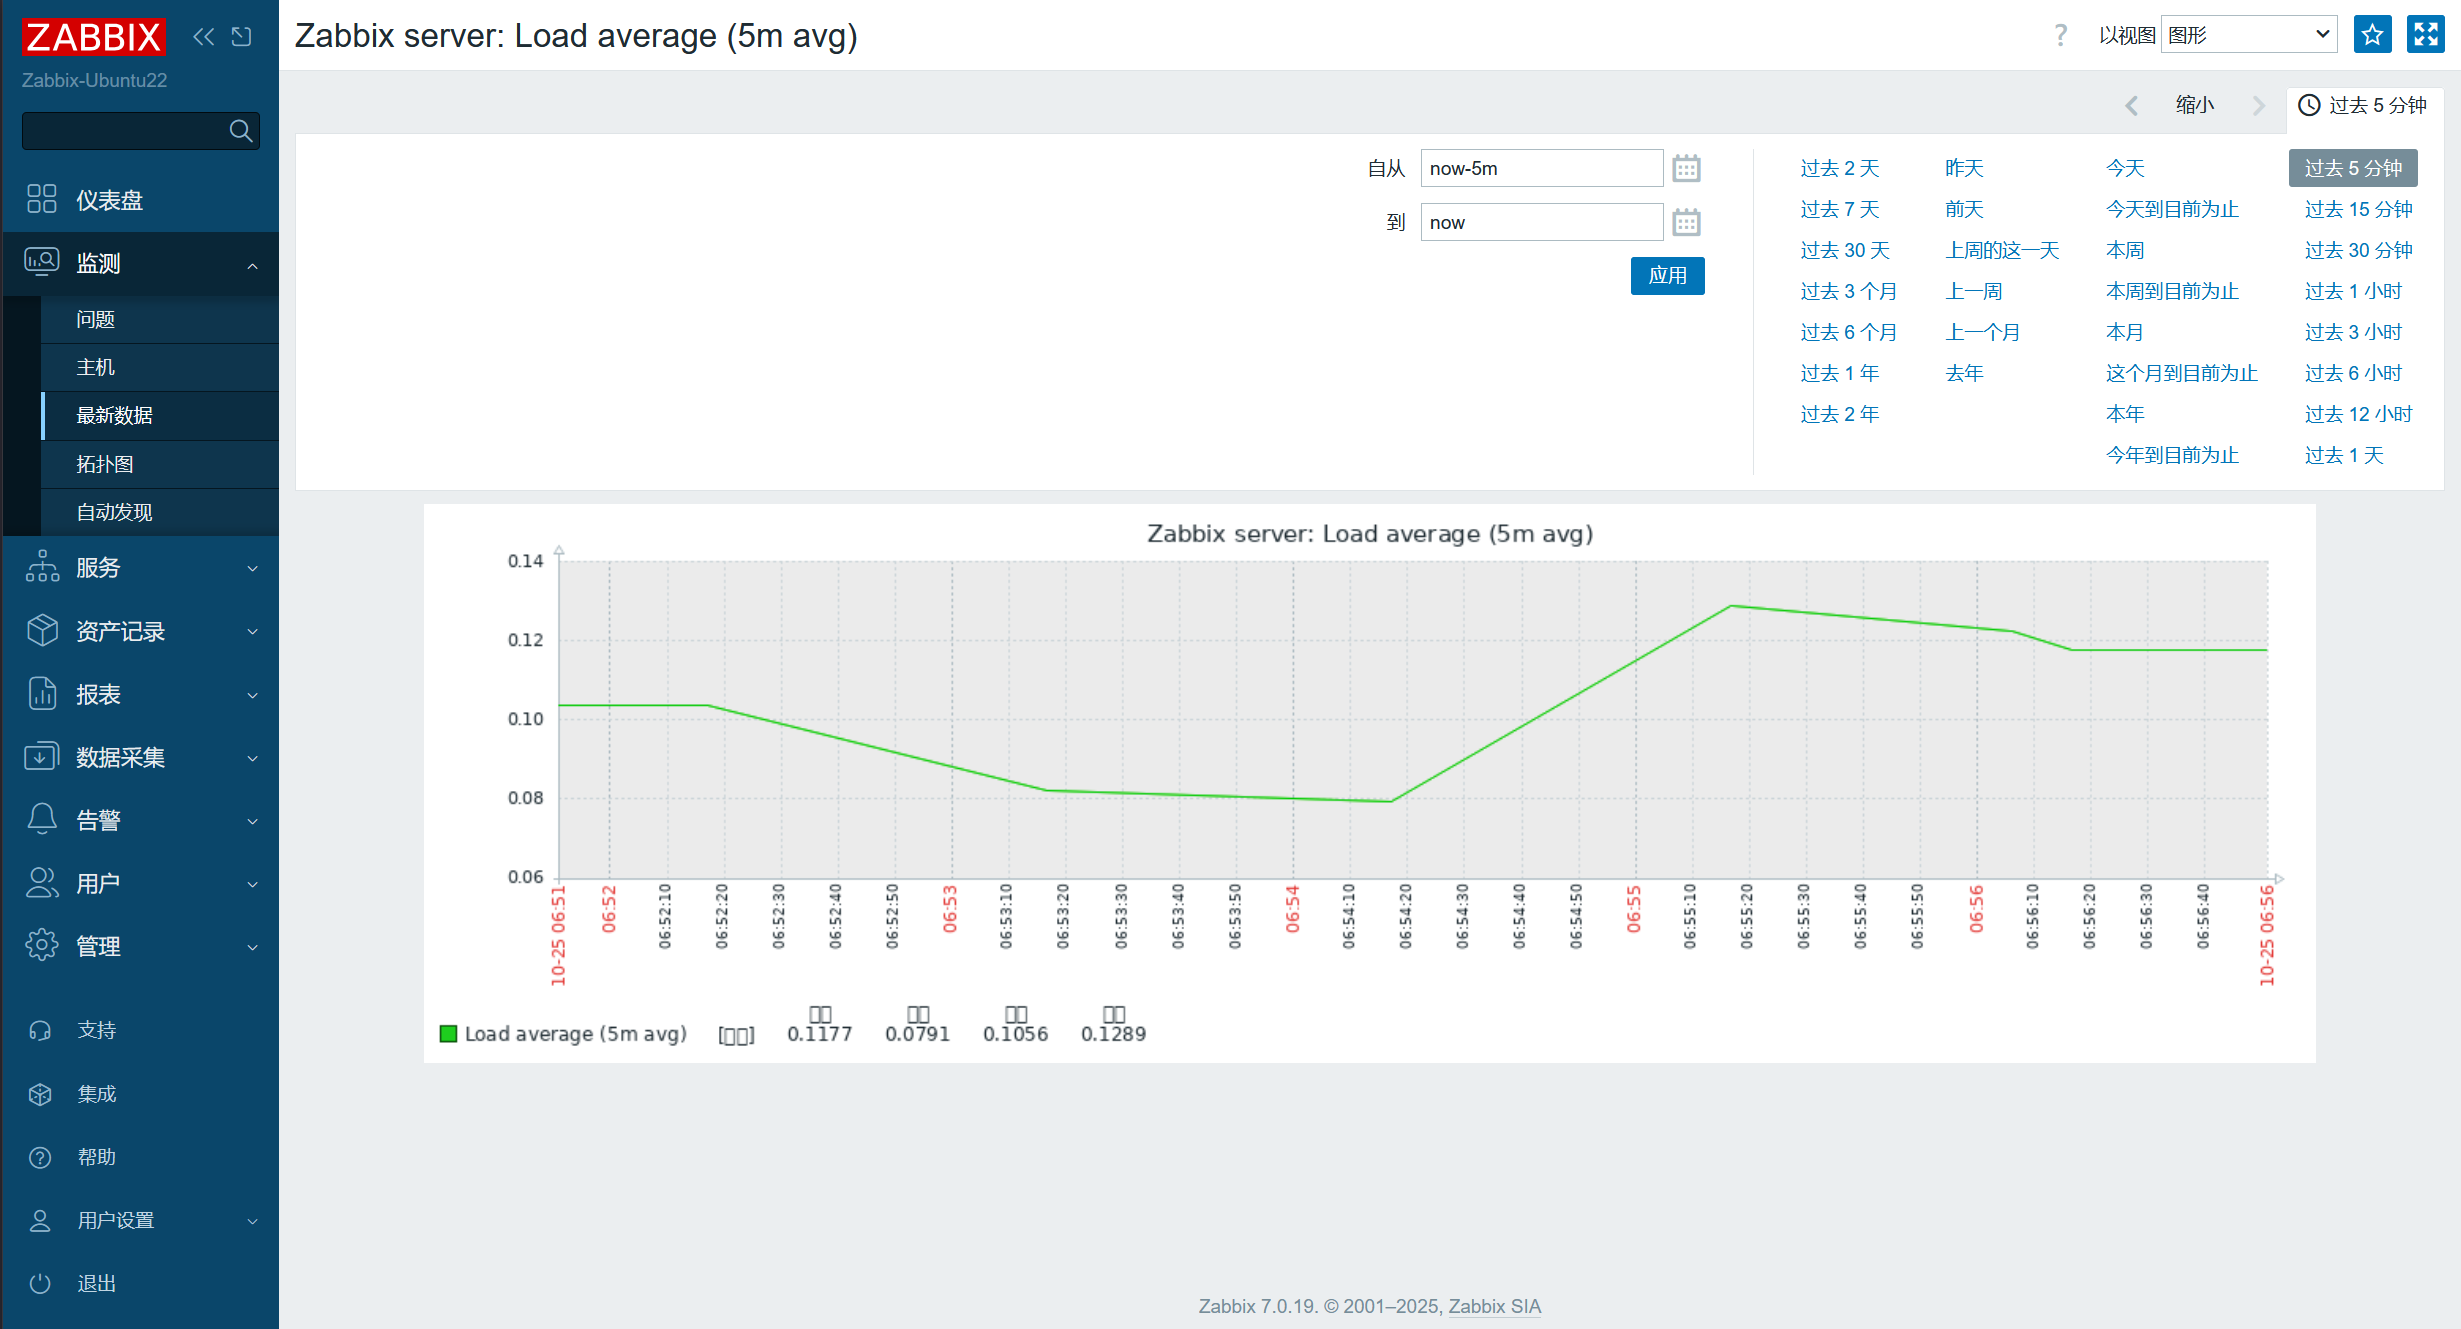 ZABBIX
Zabbix-Ubuntu22
仪表盘
监测
问题
主机
最新数据
拓扑图
自动发现
服务
资产记录
报表
数据采集
告警
用户
管理
支持
集成
帮助
用户设置
退出
Zabbix server: Load average (5m avg)
? 以视图 图形
缩小 过去 5 分钟
自从 now-5m
到 now
应用
过去 2 天 昨天 今天 过去 5 分钟
过去 7 天 前天 今天到目前为止 过去 15 分钟
过去 30 天 上周的这一天 本周 过去 30 分钟
过去 3 个月 上一周 本周到目前为止 过去 1 小时
过去 6 个月 上一个月 本月 过去 3 小时
过去 1 年 去年 这个月到目前为止 过去 6 小时
过去 2 年 本年 过去 12 小时
今年到目前为止 过去 1 天
Zabbix server: Load average (5m avg)
0.14
0.12
0.10
0.08
0.06
10-25 06:51
06:52
06:52:10
06:52:20
06:52:30
06:52:40
06:52:50
06:53
06:53:10
06:53:20
06:53:30
06:53:40
06:53:50
06:54
06:54:10
06:54:20
06:54:30
06:54:40
06:54:50
06:55
06:55:10
06:55:20
06:55:30
06:55:40
06:55:50
06:56
06:56:10
06:56:20
06:56:30
06:56:40
10-25 06:56
Load average (5m avg) [□□] 0.1177 0.0791 0.1056 0.1289
Zabbix 7.0.19. © 2001–2025, Zabbix SIA